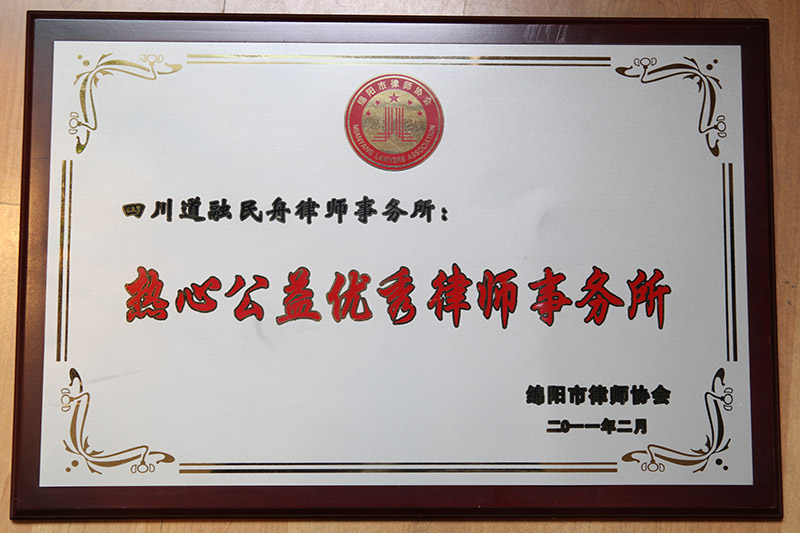 绵阳市律师协会
MIANYANG LAWYERS ASSOCIATION
四川道融民舟律师事务所：
热心公益优秀律师事务所
绵阳市律师协会
二0一一年二月